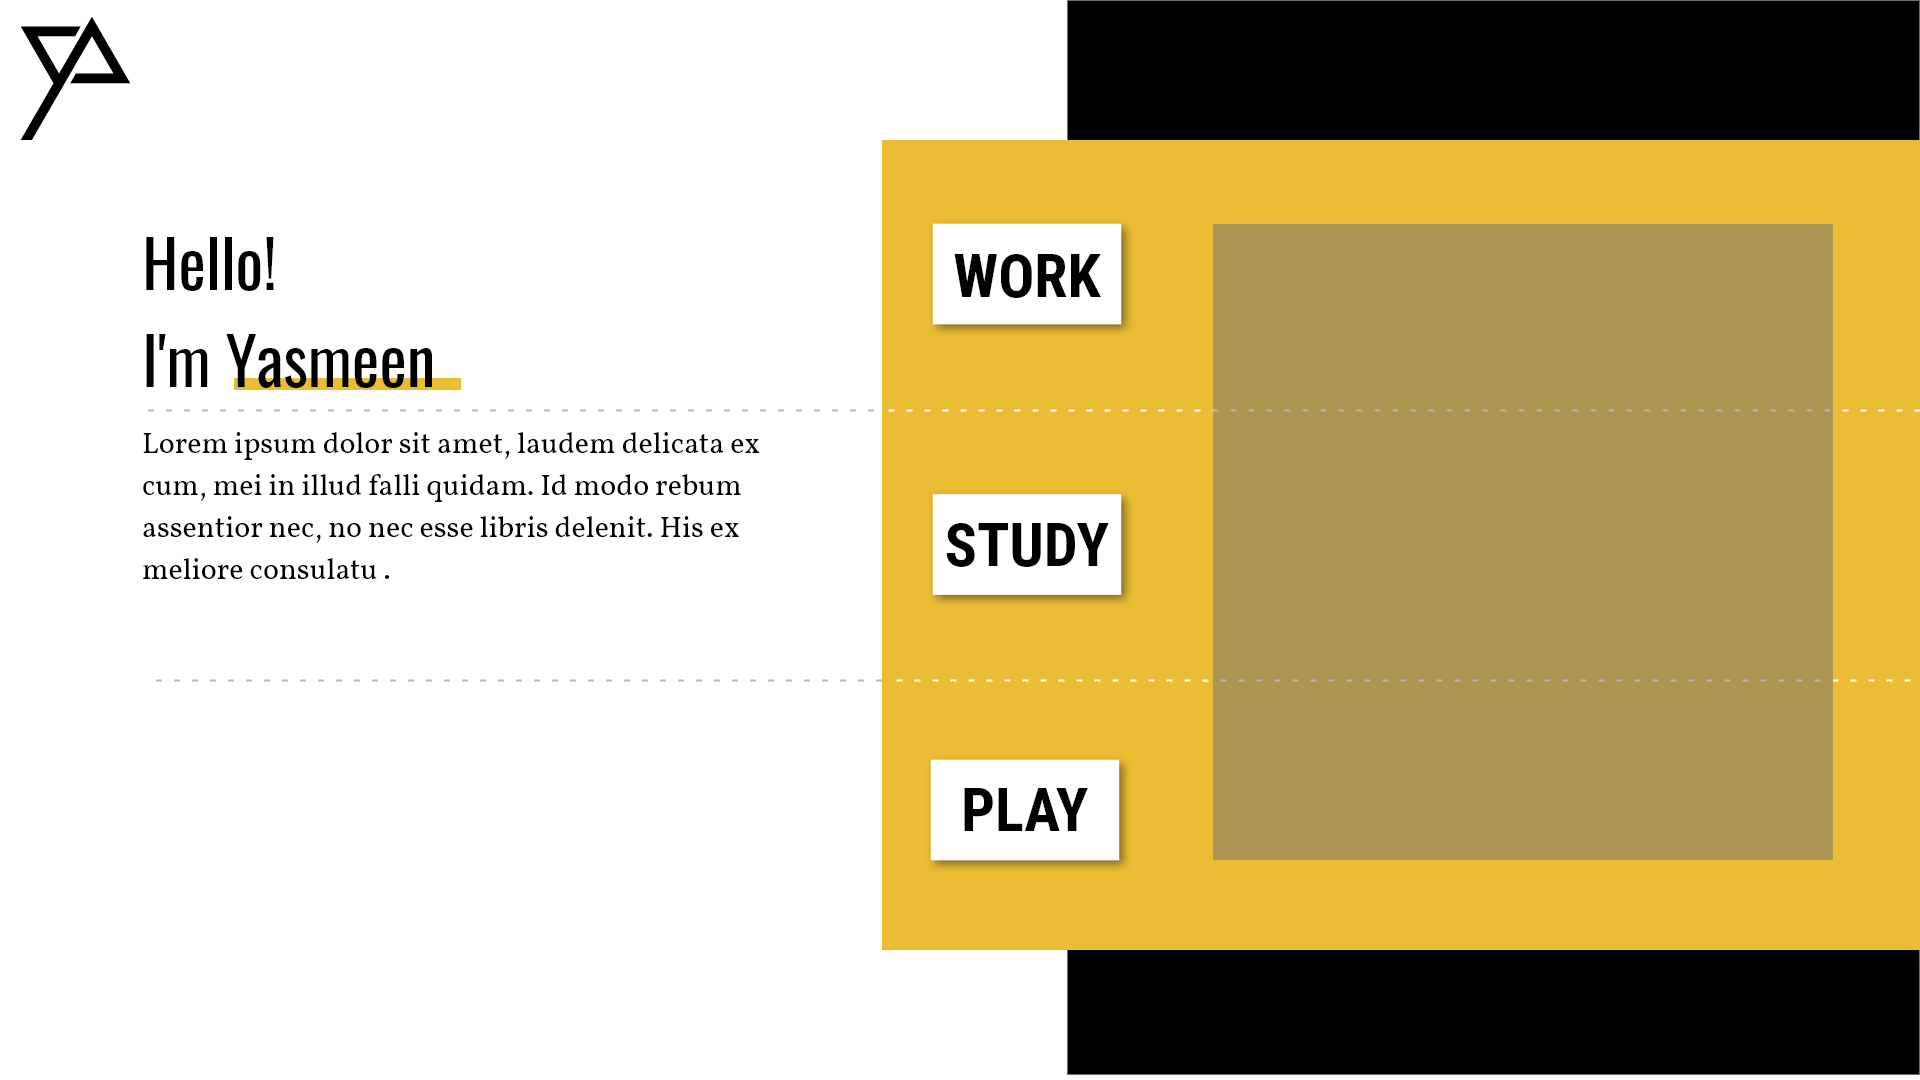 Hello!
I'm Yasmeen
Lorem ipsum dolor sit amet, laudem delicata ex
cum, mei in illud falli quidam. Id modo rebum
assentior nec, no nec esse libris delenit. His ex
meliore consulatu .
WORK
STUDY
PLAY